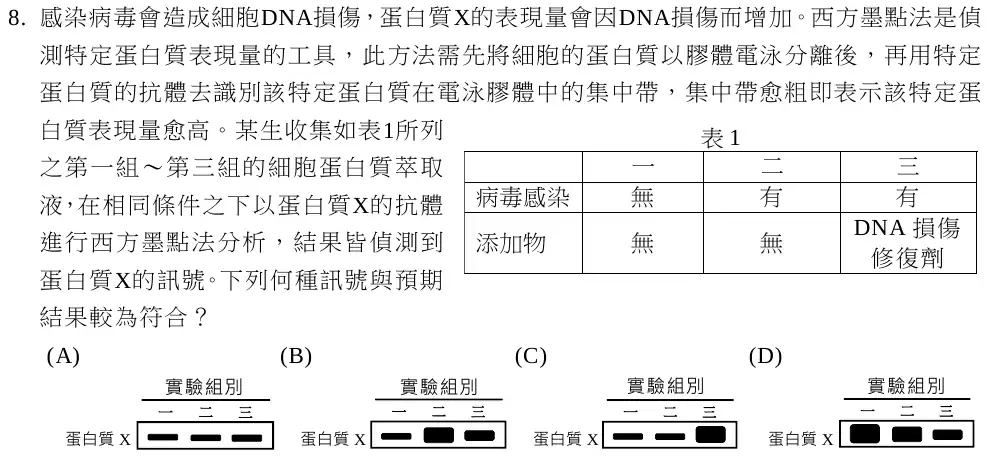 8. 感染病毒會造成細胞DNA損傷，蛋白質X的表現量會因DNA損傷而增加。西方墨點法是偵
測特定蛋白質表現量的工具，此方法需先將細胞的蛋白質以膠體電泳分離後，再用特定
蛋白質的抗體去識別該特定蛋白質在電泳膠體中的集中帶，集中帶愈粗即表示該特定蛋
白質表現量愈高。某生收集如表1所列
之第一組～第三組的細胞蛋白質萃取
液，在相同條件之下以蛋白質X的抗體
進行西方墨點法分析，結果皆偵測到
蛋白質X的訊號。下列何種訊號與預期
結果較為符合？
表 1
一 二 三
病毒感染 無 有 有
添加物 無 無 DNA 損傷
修復劑
(A) (B) (C) (D)
實驗組別 實驗組別 實驗組別 實驗組別
一 二 三 一 二 三 一 二 三 一 二 三
蛋白質 X 蛋白質 X 蛋白質 X 蛋白質 X